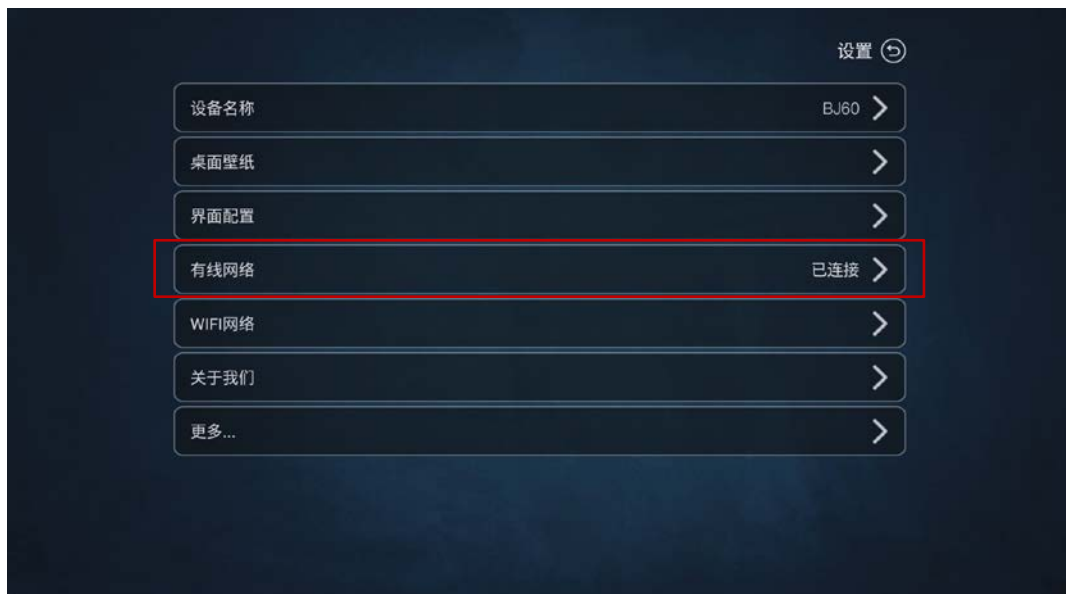 设置
设备名称 BJ60
桌面壁纸
界面配置
有线网络 已连接
WIFI网络
关于我们
更多...